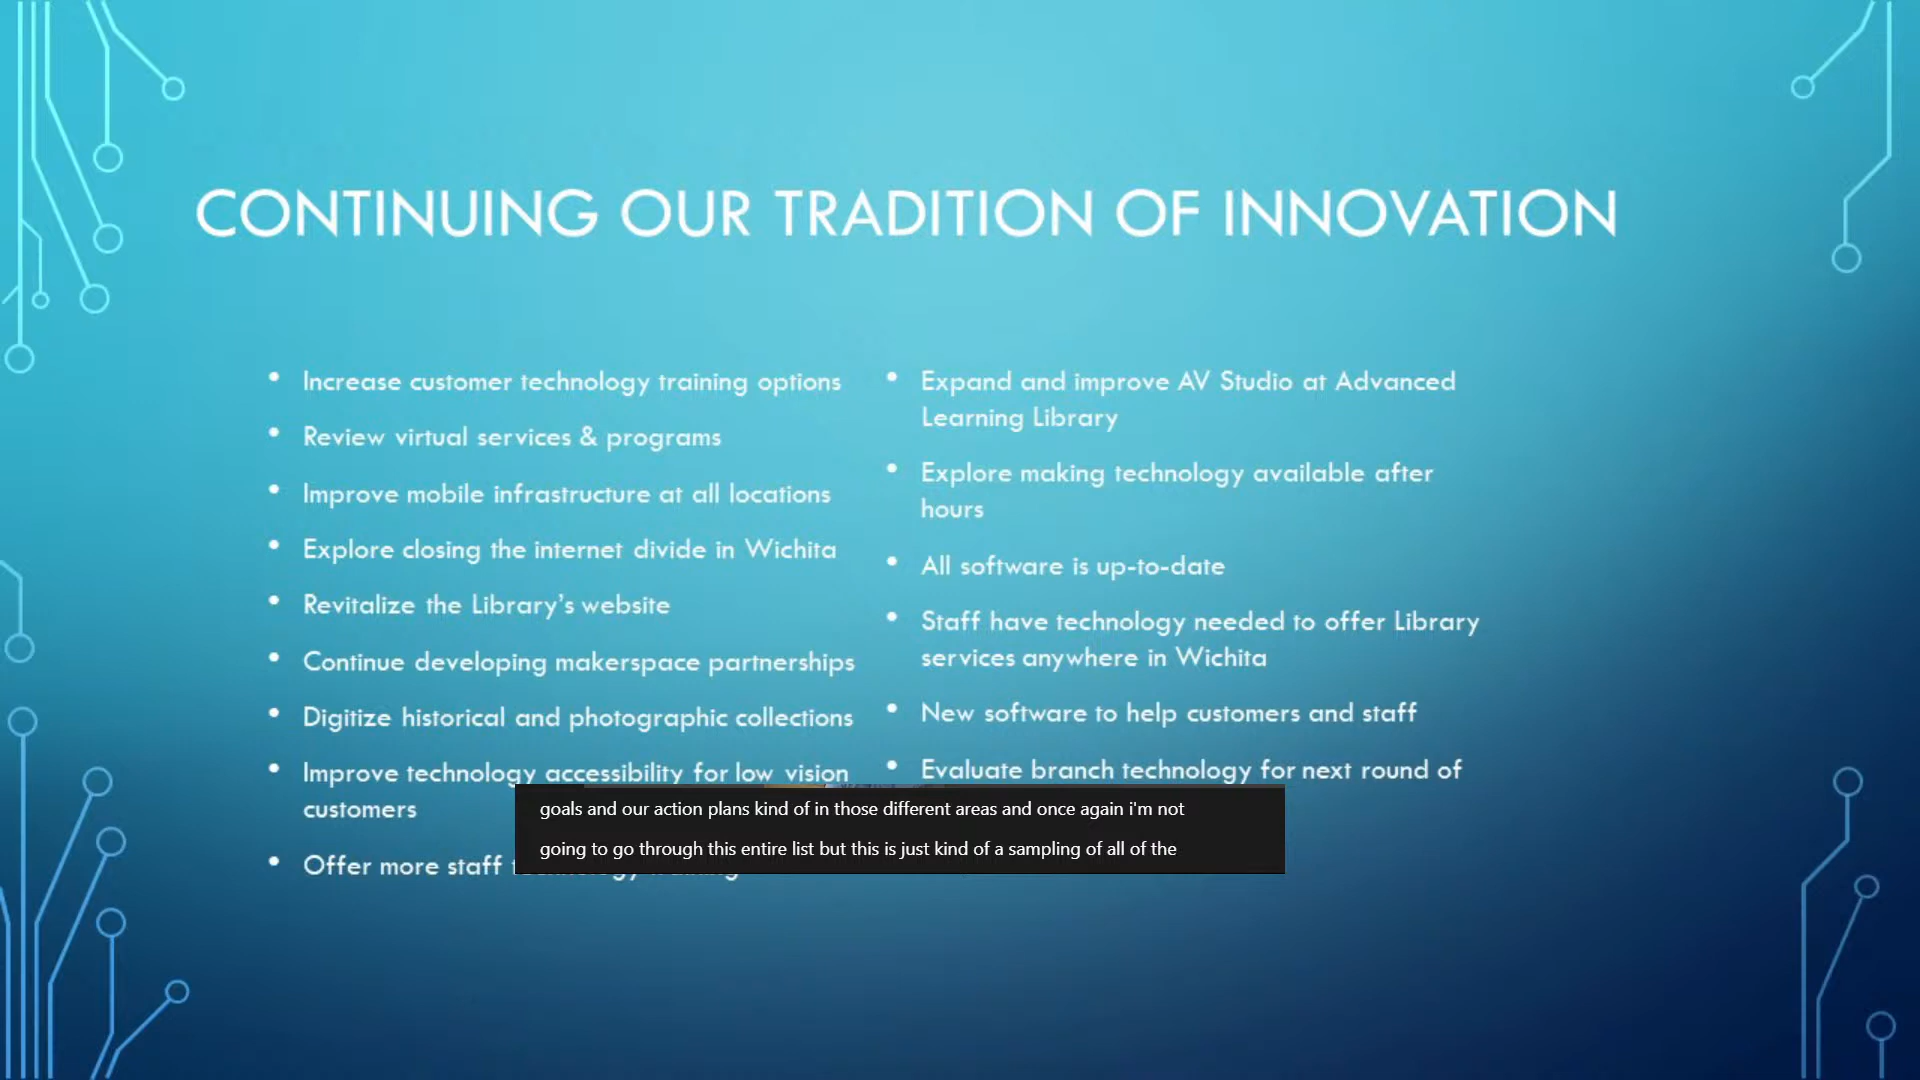 CONTINUING OUR TRADITION OF INNOVATION
• Increase customer technology training options
• Review virtual services & programs
• Improve mobile infrastructure at all locations
• Explore closing the internet divide in Wichita
• Revitalize the Library's website
• Continue developing makerspace partnerships
• Digitize historical and photographic collections
• Improve technology accessibility for low vision
customers
• Offer more staff
• Expand and improve AV Studio at Advanced
Learning Library
• Explore making technology available after
hours
• All software is up-to-date
• Staff have technology needed to offer Library
services anywhere in Wichita
• New software to help customers and staff
• Evaluate branch technology for next round of
goals and our action plans kind of in those different areas and once again i'm not
going to go through this entire list but this is just kind of a sampling of all of the